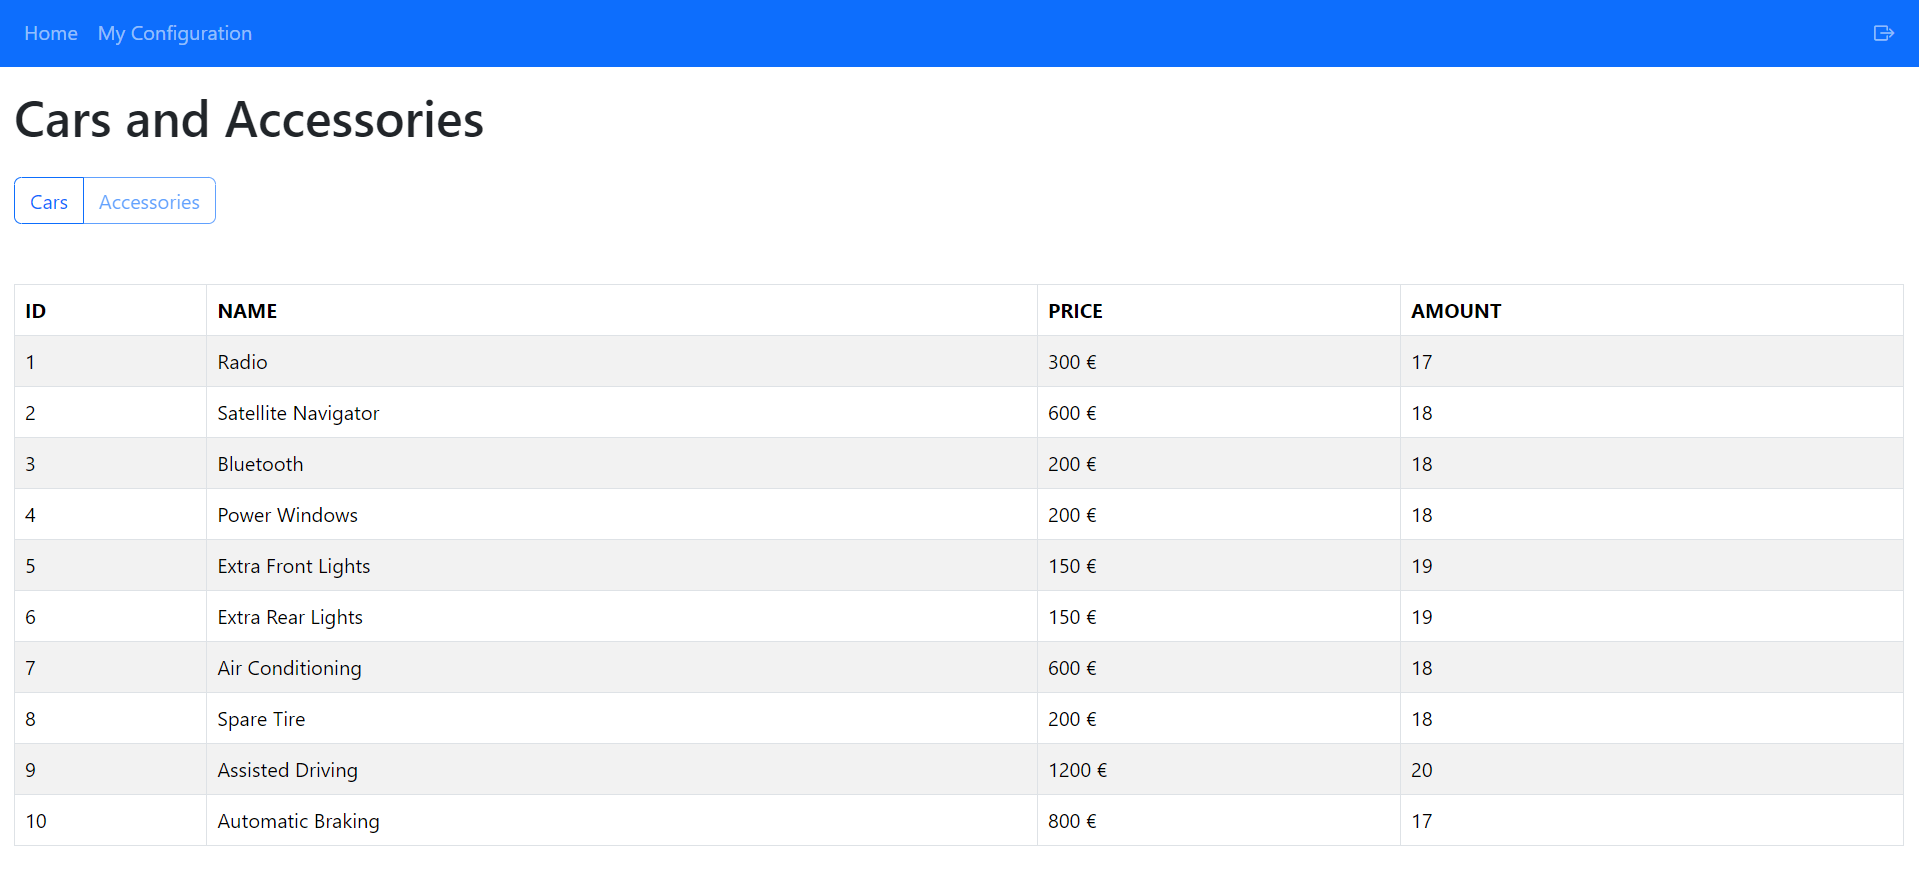 Home My Configuration
Cars and Accessories
Cars Accessories
ID NAME PRICE AMOUNT
1 Radio 300 € 17
2 Satellite Navigator 600 € 18
3 Bluetooth 200 € 18
4 Power Windows 200 € 18
5 Extra Front Lights 150 € 19
6 Extra Rear Lights 150 € 19
7 Air Conditioning 600 € 18
8 Spare Tire 200 € 18
9 Assisted Driving 1200 € 20
10 Automatic Braking 800 € 17